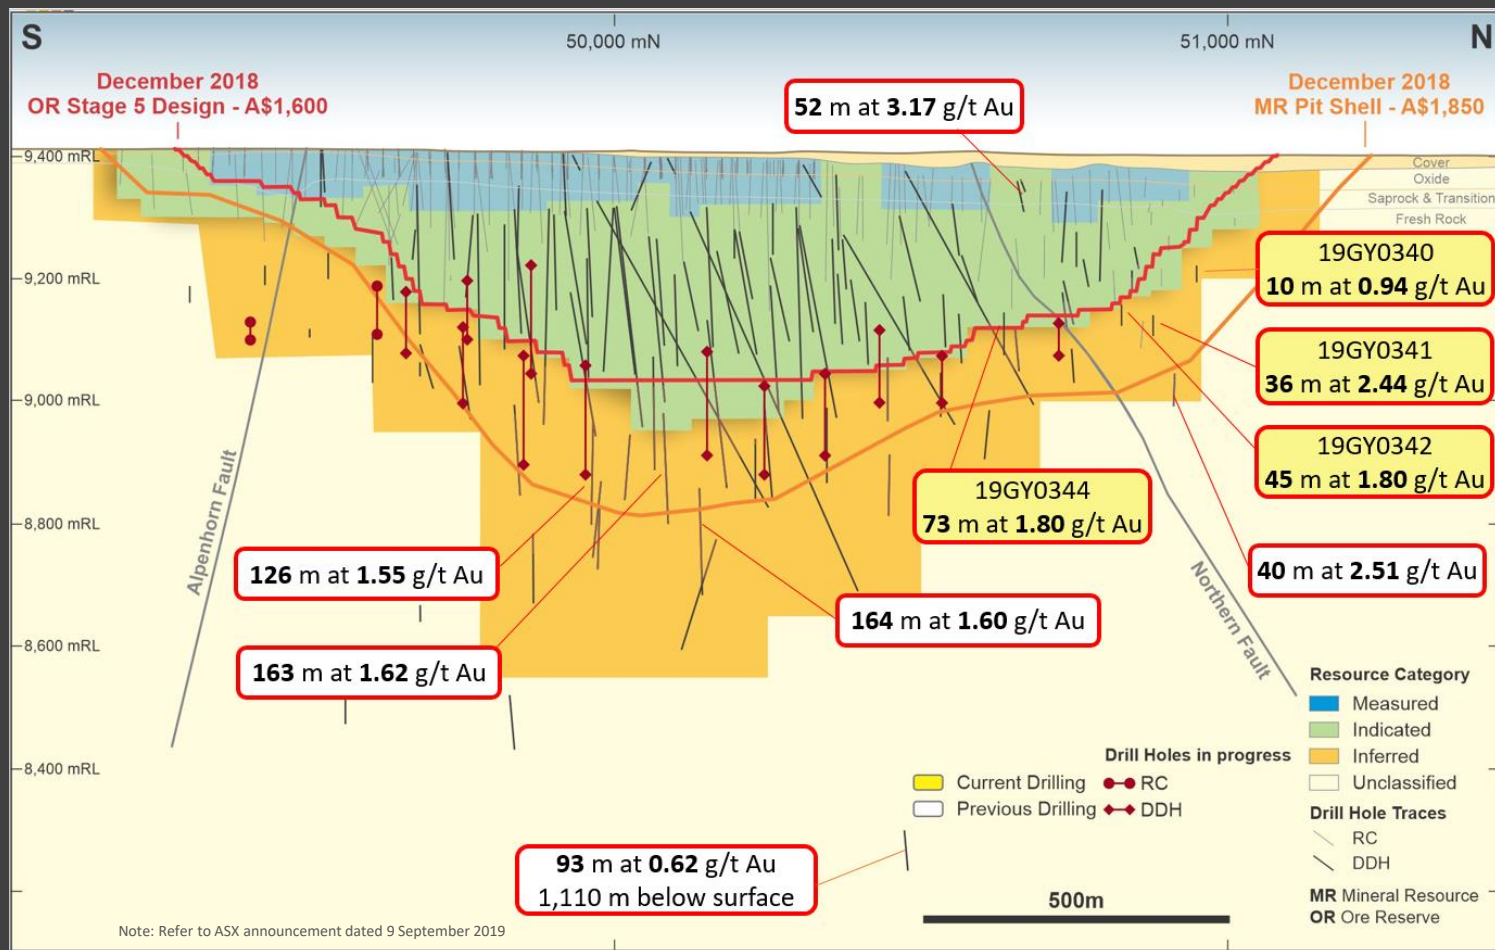 S
50,000 mN
51,000 mN
N
December 2018
OR Stage 5 Design - A$1,600
December 2018
MR Pit Shell - A$1,850
52 m at 3.17 g/t Au
9,400 mRL
Cover
Oxide
Saprock & Transition
Fresh Rock
19GY0340
10 m at 0.94 g/t Au
9,200 mRL
19GY0341
36 m at 2.44 g/t Au
9,000 mRL
19GY0342
45 m at 1.80 g/t Au
19GY0344
73 m at 1.80 g/t Au
8,800 mRL
Alpenhorn Fault
126 m at 1.55 g/t Au
40 m at 2.51 g/t Au
Northern Fault
164 m at 1.60 g/t Au
8,600 mRL
163 m at 1.62 g/t Au
Resource Category
Measured
Indicated
Inferred
Unclassified
8,400 mRL
Drill Holes in progress
Current Drilling
RC
Previous Drilling
DDH
Drill Hole Traces
RC
DDH
93 m at 0.62 g/t Au
1,110 m below surface
500m
MR Mineral Resource
OR Ore Reserve
Note: Refer to ASX announcement dated 9 September 2019